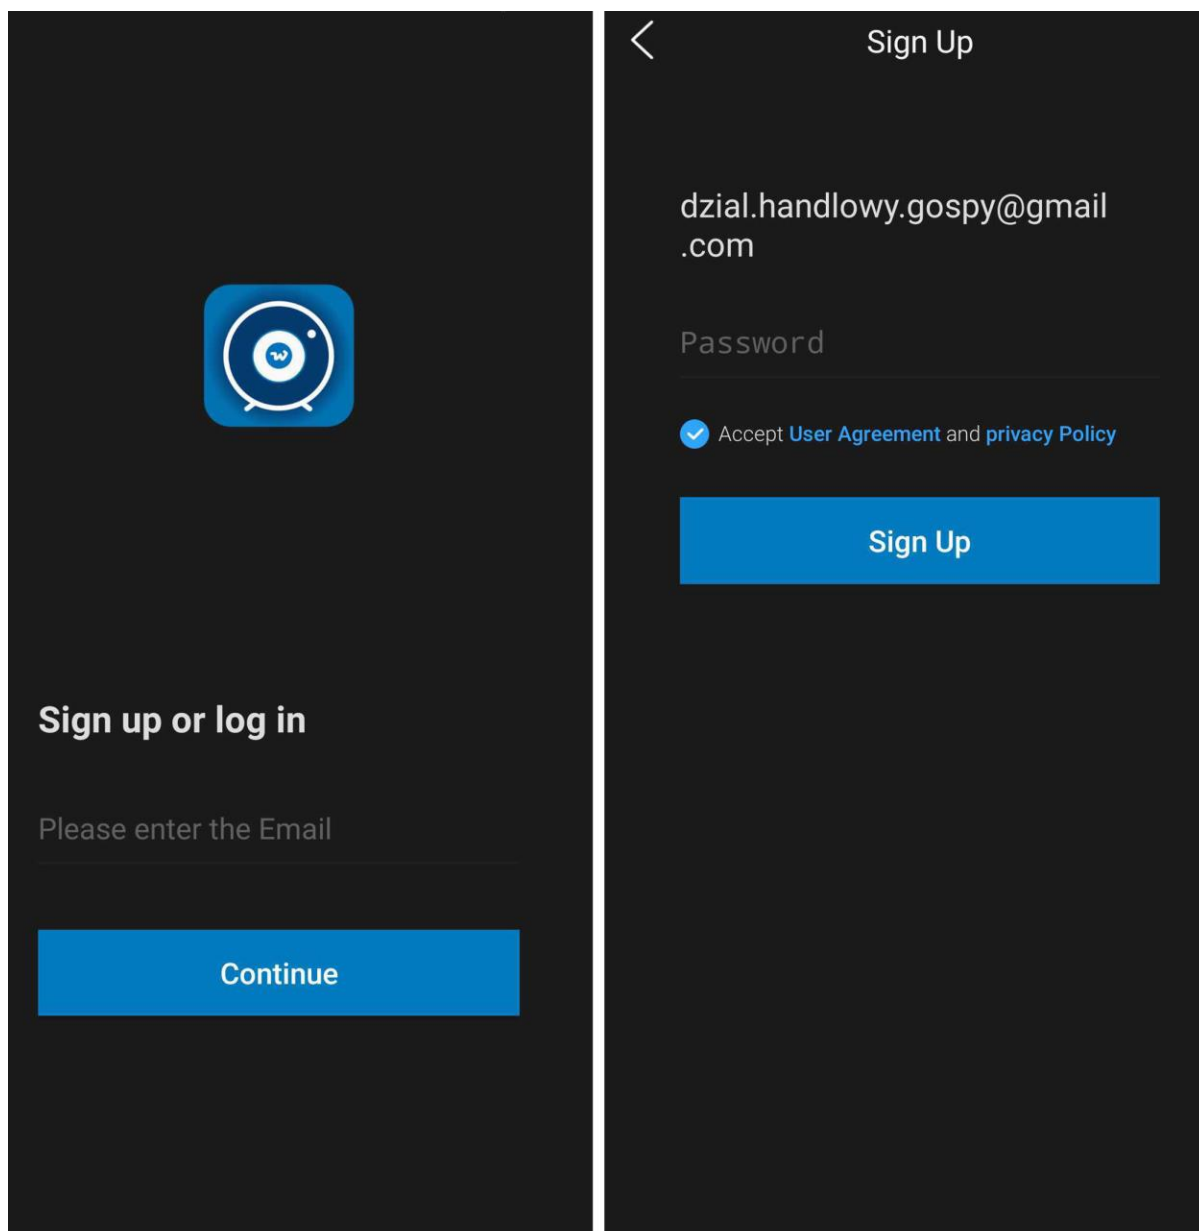 Sign up or log in
Please enter the Email
Continue
Sign Up
dzial.handlowy.gospy@gmail
.com
Password
Accept User Agreement and privacy Policy
Sign Up